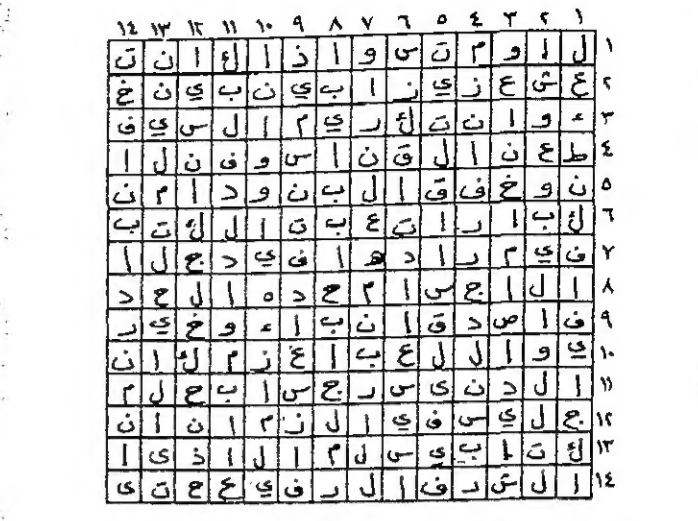 ١ ٢ ٣ ٤ ٥ ٦ ٧ ٨ ٩ ١٠ ١١ ١٢ ١٣ ١٤
١ ل ا و م ت س و ا ذ ا ك ا ن ت
٢ ع ش ع ز ي ز ا ب ي ن ب ي ن خ
٣ ء و ا ن ت ك ر ي م ا ل س ي ف
٤ ط ع ن ا ل ق ن ا س و ف ن ل ا
٥ ن و خ ف ق ا ل ب ن و د ا م ن
٦ ك ب ا ر ا ت ع ب ت ا ل ك ت ب
٧ ف ي م ر ا د ه ا ف ي د ج ل ا
٨ ا ل ا ج س ا م ح د ه ا ل ح د
٩ ف ا ص د ق ا ن ب ا ء و خ ي ر
١٠ ي و ا ل ل ع ب ا غ ز م ك ا ن
١١ ا ل د ن ى س ر ج س ا ب ح ل م
١٢ ج ل ي س ف ي ا ل ز م ا ن ا ن
١٣ ك ت ا ب ي س ل م ا ل ا ذ ى ا
١٤ ا ل ش ر ف ا ل ر ف ي ع ح ت ى